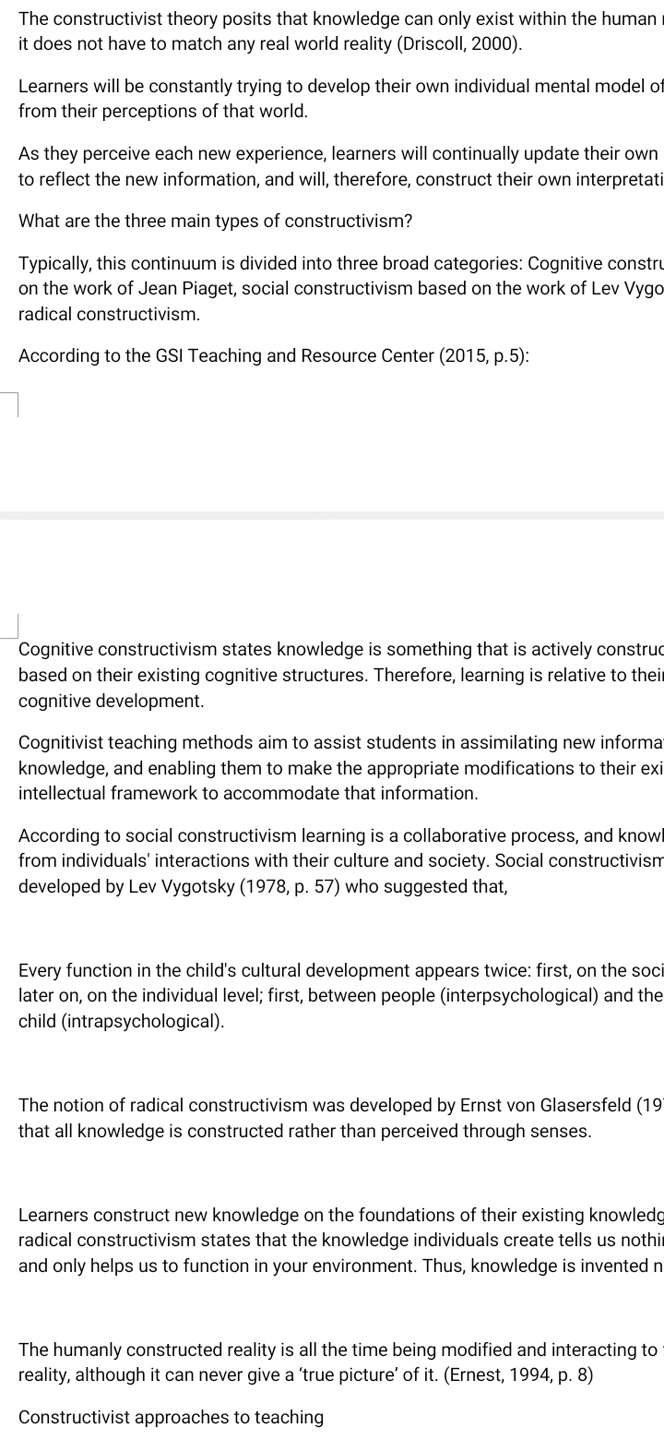 The constructivist theory posits that knowledge can only exist within the human
it does not have to match any real world reality (Driscoll, 2000).
Learners will be constantly trying to develop their own individual mental model of
from their perceptions of that world.
As they perceive each new experience, learners will continually update their own
to reflect the new information, and will, therefore, construct their own
What are the three main types of constructivism?
Typically, this continuum is divided into three broad categories: Cognitive
on the work of Jean Piaget, social constructivism based on the work of Lev
radical constructivism.
According to the GSI Teaching and Resource Center (2015, p.5):
Cognitive constructivism states knowledge is something that is actively
based on their existing cognitive structures. Therefore, learning is relative to
cognitive development.
Cognitivist teaching methods aim to assist students in assimilating new
knowledge, and enabling them to make the appropriate modifications to their
intellectual framework to accommodate that information.
According to social constructivism learning is a collaborative process, and
from individuals' interactions with their culture and society. Social constructivism
developed by Lev Vygotsky (1978, p. 57) who suggested that,
Every function in the child's cultural development appears twice: first, on the
later on, on the individual level; first, between people (interpsychological) and
child (intrapsychological).
The notion of radical constructivism was developed by Ernst von Glasersfeld
that all knowledge is constructed rather than perceived through senses.
Learners construct new knowledge on the foundations of their existing
radical constructivism states that the knowledge individuals create tells us
and only helps us to function in your environment. Thus, knowledge is invented
The humanly constructed reality is all the time being modified and interacting to
reality, although it can never give a ‘true picture’ of it. (Ernest, 1994, p. 8)
Constructivist approaches to teaching